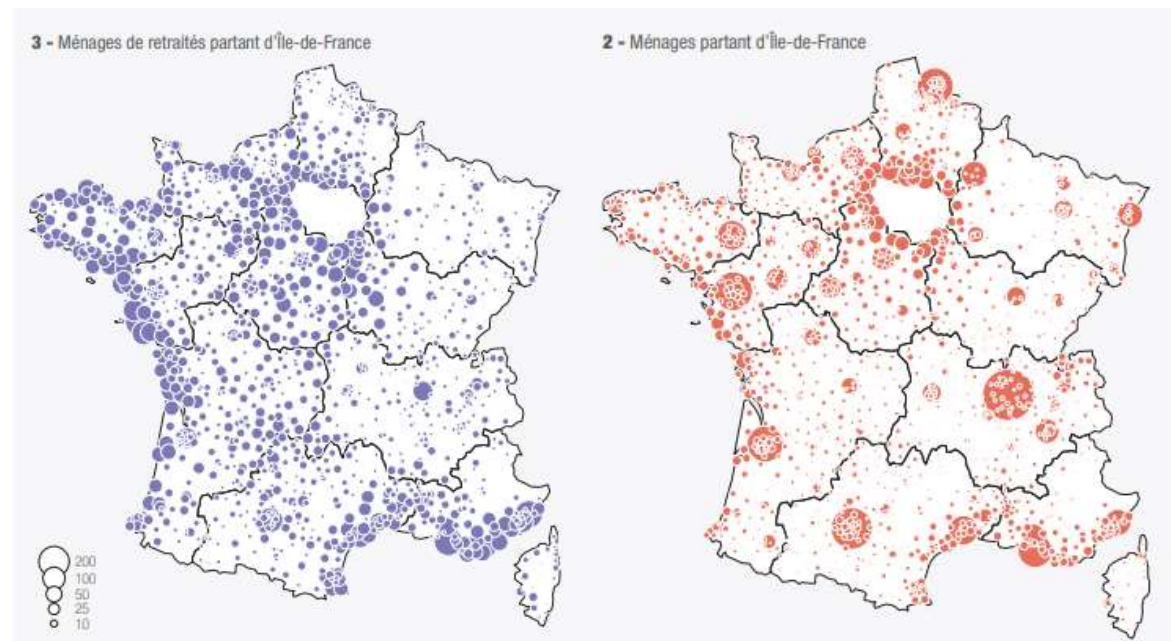 3 - Ménages de retraités partant d'Île-de-France
2 - Ménages partant d'Île-de-France
200
100
50
25
10